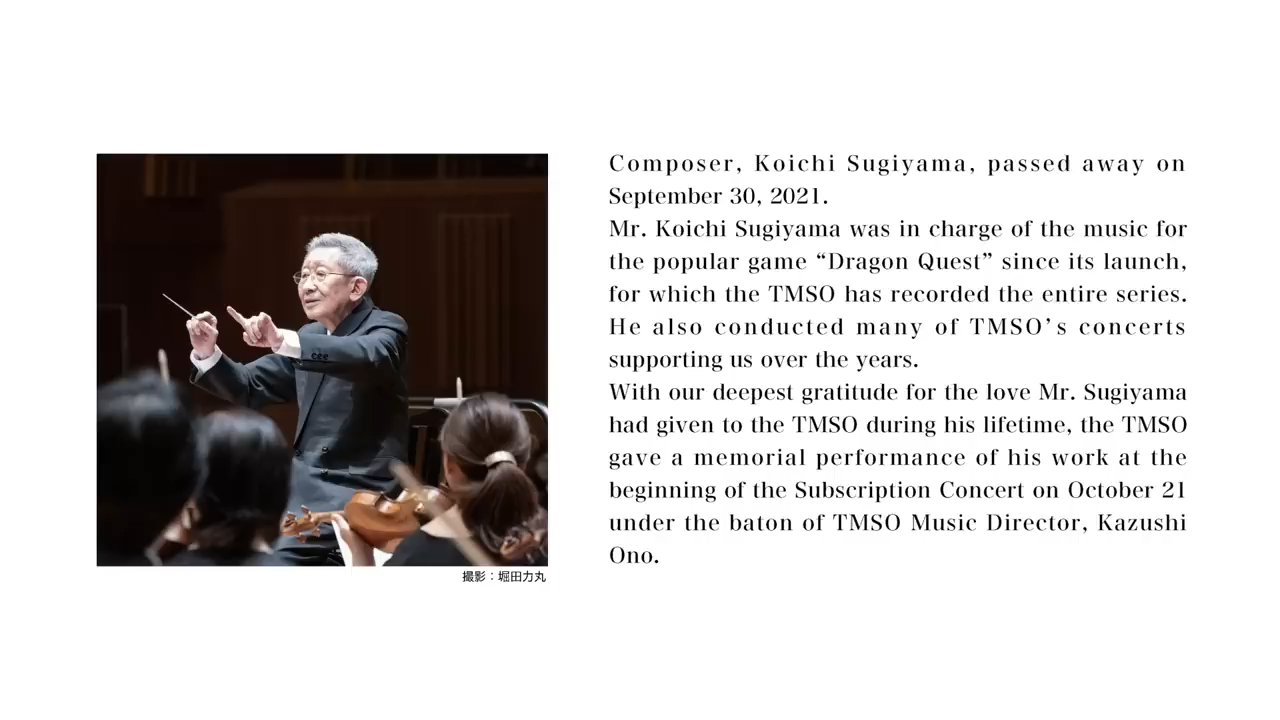 Composer, Koichi Sugiyama, passed away on
September 30, 2021.
Mr. Koichi Sugiyama was in charge of the music for
the popular game “Dragon Quest” since its launch,
for which the TMSO has recorded the entire series.
He also conducted many of TMSO’s concerts
supporting us over the years.
With our deepest gratitude for the love Mr. Sugiyama
had given to the TMSO during his lifetime, the TMSO
gave a memorial performance of his work at the
beginning of the Subscription Concert on October 21
under the baton of TMSO Music Director, Kazushi
Ono.
撮影：堀田力丸